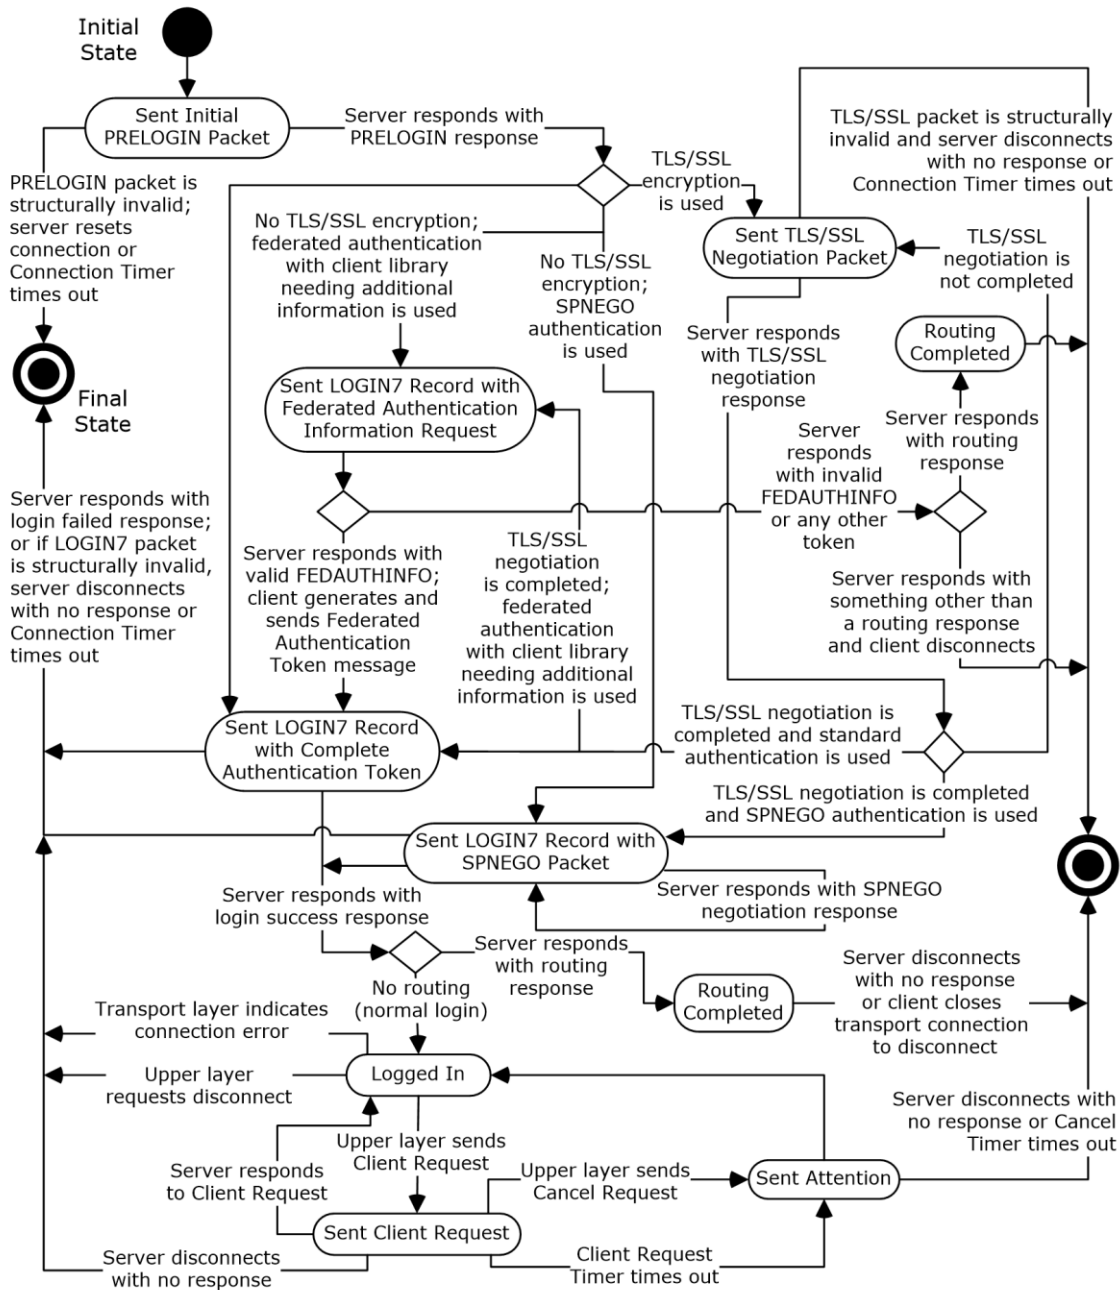 Initial
State
Sent Initial
PRELOGIN Packet
Server responds with
PRELOGIN response
TLS/SSL packet is structurally
invalid and server disconnects
with no response or
Connection Timer times out
PRELOGIN packet is
structurally invalid;
server resets
connection or
Connection Timer
times out
TLS/SSL
encryption
is used
No TLS/SSL encryption;
federated authentication
with client library
needing additional
information is used
No TLS/SSL
encryption;
SPNEGO
authentication
is used
Sent TLS/SSL
Negotiation Packet
TLS/SSL
negotiation is
not completed
Server responds
with TLS/SSL
negotiation
response
Routing
Completed
Final
State
Sent LOGIN7 Record with
Federated Authentication
Information Request
Server responds
with routing
response
Server
responds
with invalid
FEDAUTHINFO
or any other
token
Server responds with
login failed response;
or if LOGIN7 packet
is structurally invalid,
server disconnects
with no response or
Connection Timer
times out
Server responds with
valid FEDAUTHINFO;
client generates and
sends Federated
Authentication
Token message
TLS/SSL
negotiation
is completed;
federated
authentication
with client library
needing additional
information is used
Server responds with
something other than
a routing response
and client disconnects
Sent LOGIN7 Record
with Complete
Authentication Token
TLS/SSL negotiation is
completed and standard
authentication is used
TLS/SSL negotiation is completed
and SPNEGO authentication is used
Sent LOGIN7 Record with
SPNEGO Packet
Server responds with SPNEGO
negotiation response
Server responds with
login success response
Server responds
with routing
response
No routing
(normal login)
Routing
Completed
Server disconnects
with no response
or client closes
transport connection
to disconnect
Transport layer indicates
connection error
Logged In
Upper layer
requests disconnect
Server disconnects with
no response or Cancel
Timer times out
Upper layer sends
Client Request
Server responds
to Client Request
Upper layer sends
Cancel Request
Sent Attention
Sent Client Request
Server disconnects
with no response
Client Request
Timer times out